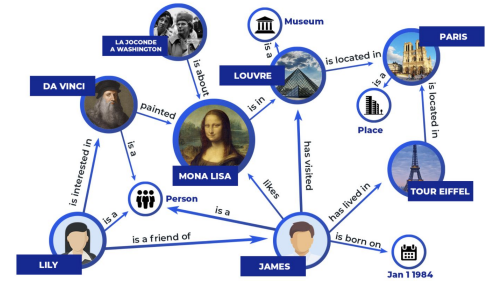 LA JOCONDE
A WASHINGTON
Museum
is a
PARIS
is located in
LOUVRE
is about
is a
DA VINCI
painted
is in
is located in
Place
MONA LISA
is interested in
is a
has visited
TOUR EIFFEL
Person
likes
has lived in
is a
is a
is a friend of
is born on
LILY
JAMES
Jan 1 1984